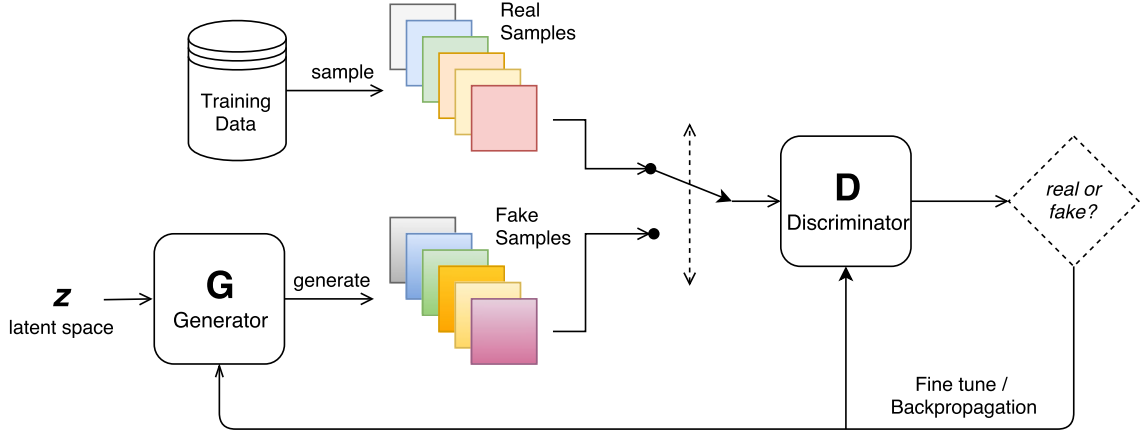 Real
Samples
sample
Training
Data
D
Discriminator
real or
fake?
Fake
Samples
G
Generator
generate
z
latent space
Fine tune /
Backpropagation